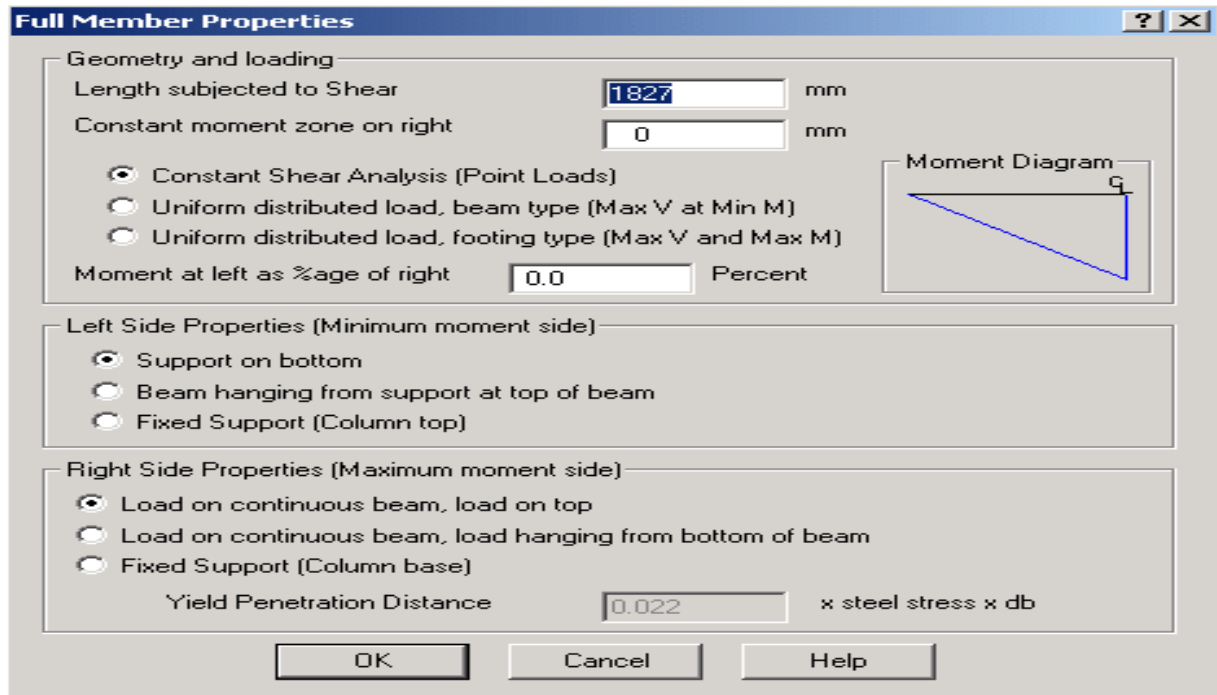 Full Member Properties
Geometry and loading
Length subjected to Shear 1827 mm
Constant moment zone on right 0 mm
Constant Shear Analysis (Point Loads)
Uniform distributed load, beam type (Max V at Min M)
Uniform distributed load, footing type (Max V and Max M)
Moment at left as %age of right 0.0 Percent
Moment Diagram
CL
Left Side Properties (Minimum moment side)
Support on bottom
Beam hanging from support at top of beam
Fixed Support (Column top)
Right Side Properties (Maximum moment side)
Load on continuous beam, load on top
Load on continuous beam, load hanging from bottom of beam
Fixed Support (Column base)
Yield Penetration Distance 0.022 x steel stress x db
OK Cancel Help